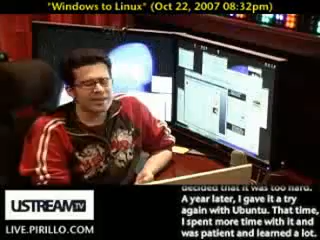 *Windows to Linux* (Oct 22, 2007 08:32pm)
decided that it was too hard.
A year later, I gave it a try
again with Ubuntu. That time,
I spent more time with it and
was patient and learned a lot.
USTREAM.TV
LIVE.PIRILLO.COM